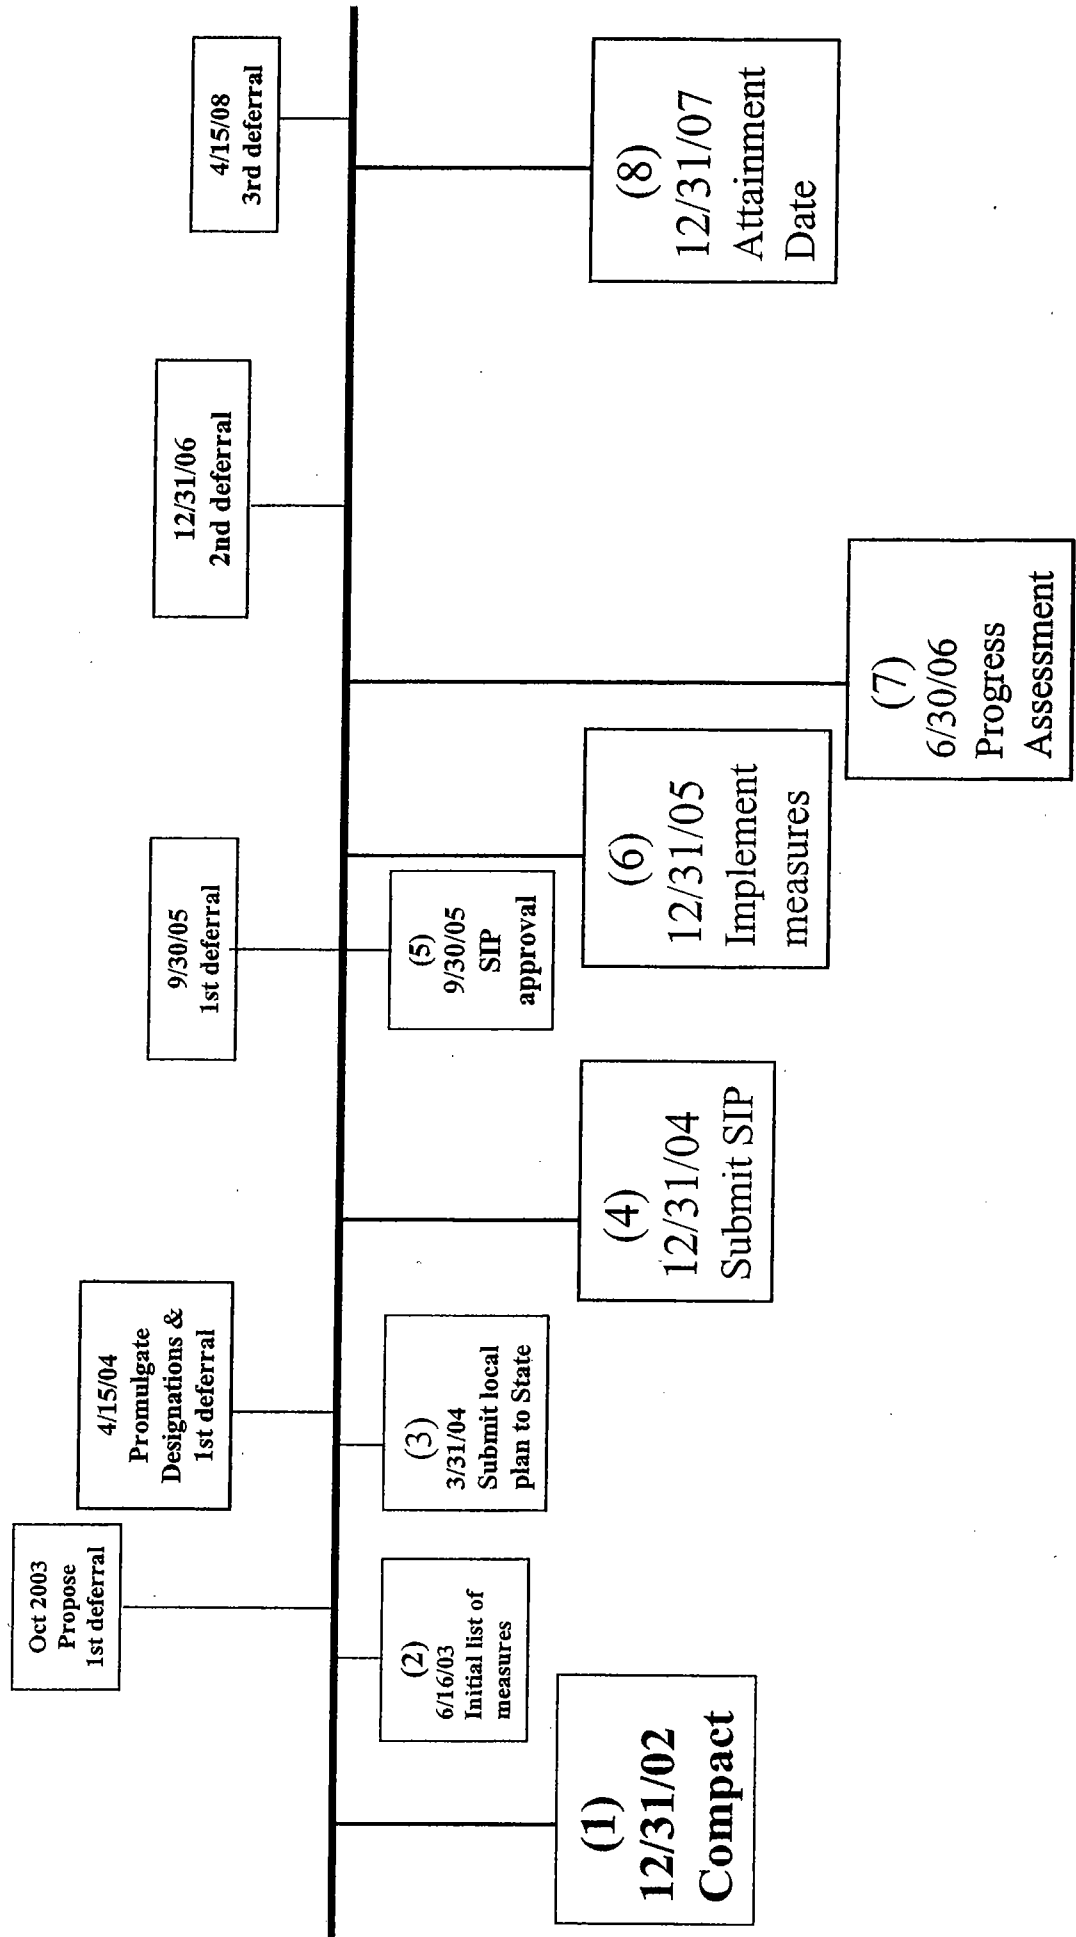 Oct 2003
Propose
1st deferral
4/15/04
Promulgate
Designations &
1st deferral
9/30/05
1st deferral
12/31/06
2nd deferral
4/15/08
3rd deferral
(1)
12/31/02
Compact
(2)
6/16/03
Initial list of
measures
(3)
3/31/04
Submit local
plan to State
(4)
12/31/04
Submit SIP
(5)
9/30/05
SIP
approval
(6)
12/31/05
Implement
measures
(7)
6/30/06
Progress
Assessment
(8)
12/31/07
Attainment
Date